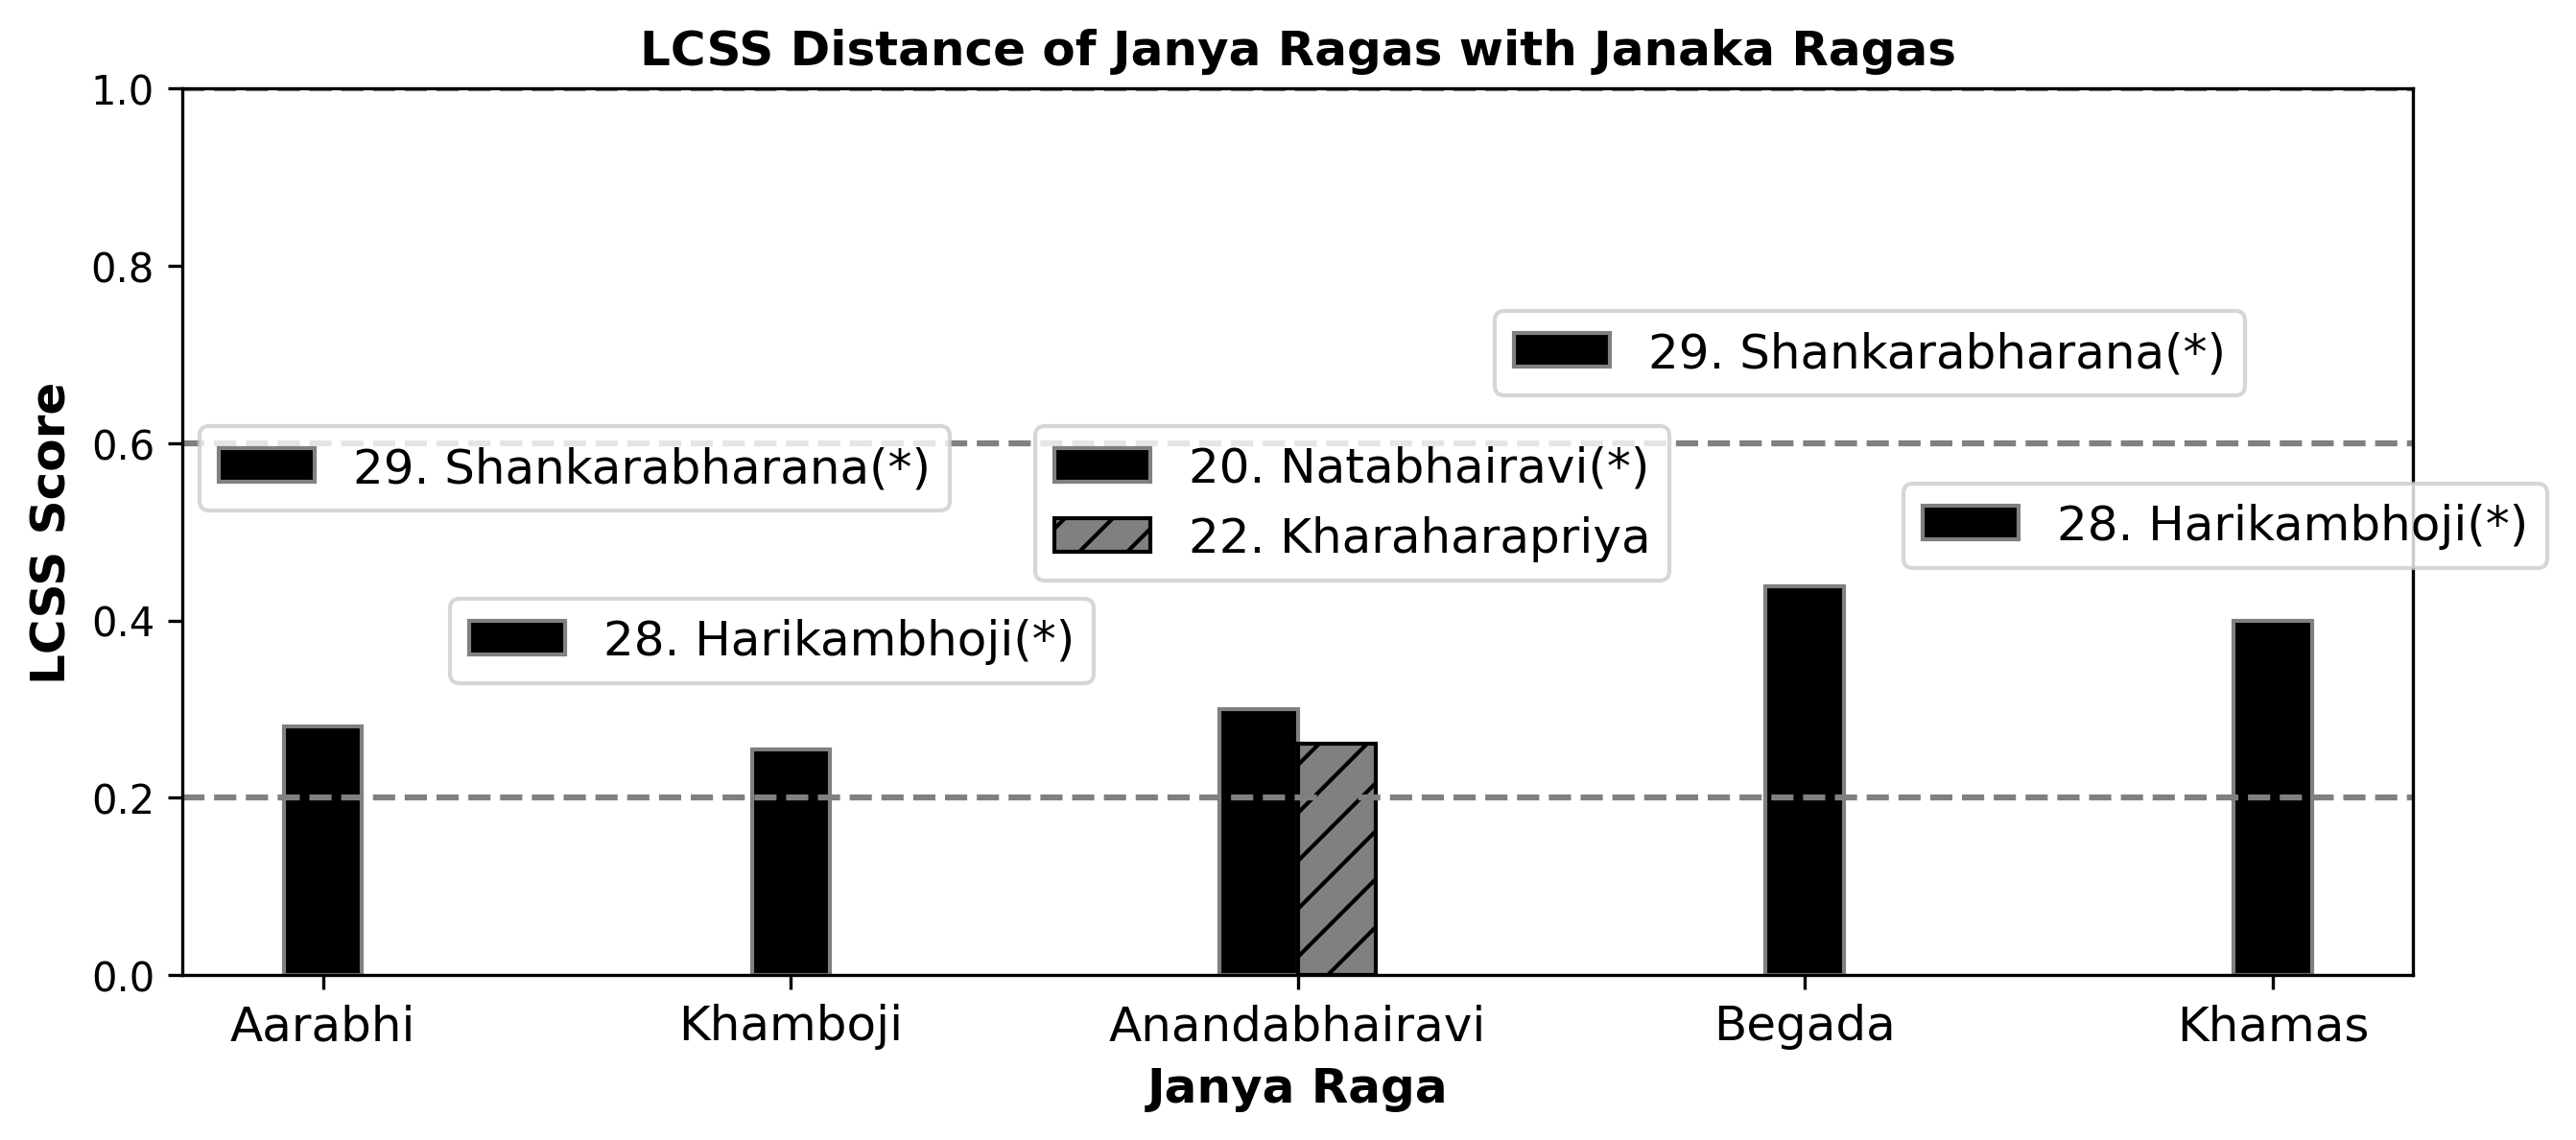 LCSS Distance of Janya Ragas with Janaka Ragas
LCSS Score
1.0
0.8
0.6
0.4
0.2
0.0
29. Shankarabharana(*)
28. Harikambhoji(*)
20. Natabhairavi(*)
22. Kharaharapriya
29. Shankarabharana(*)
28. Harikambhoji(*)
Aarabhi
Khamboji
Anandabhairavi
Begada
Khamas
Janya Raga